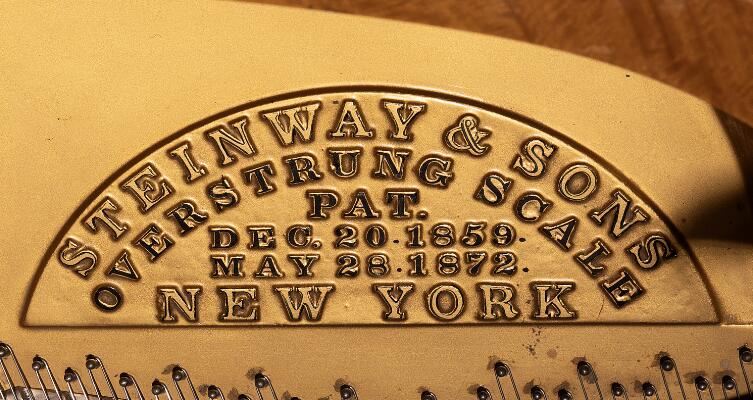 STEINWAY & SONS
OVERSTRUNG SCALE
PAT.
DEC. 20. 1859.
MAY 28. 1872.
NEW YORK